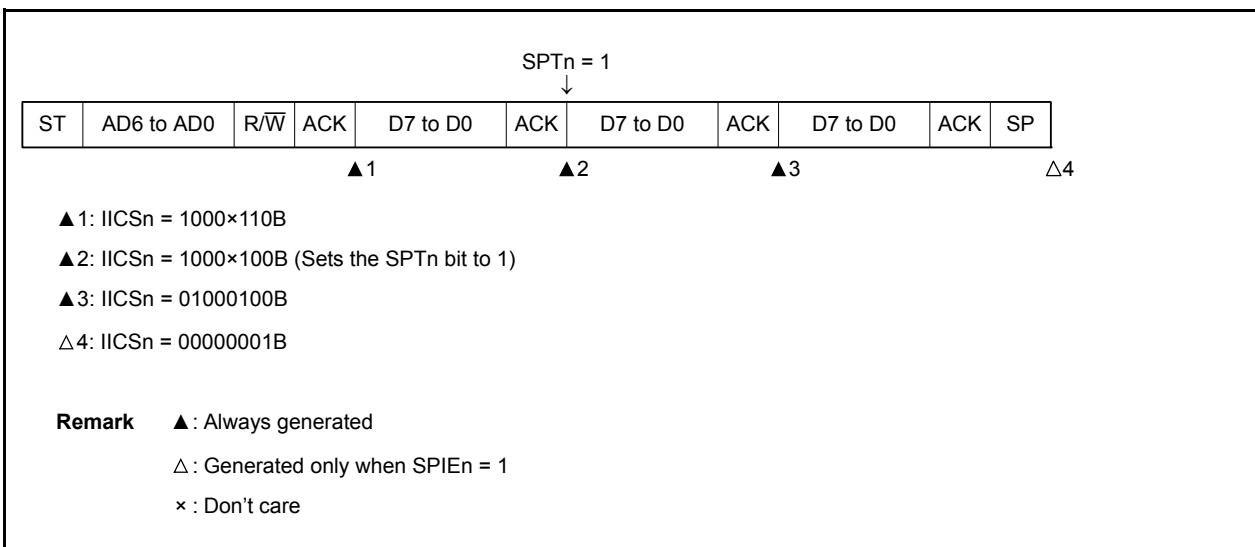 SPTn = 1
↓
ST AD6 to AD0 R/W̅ ACK D7 to D0 ACK D7 to D0 ACK D7 to D0 ACK SP
▲1 ▲2 ▲3 △4
▲1: IICSn = 1000×110B
▲2: IICSn = 1000×100B (Sets the SPTn bit to 1)
▲3: IICSn = 01000100B
△4: IICSn = 00000001B
Remark ▲: Always generated
△: Generated only when SPIEn = 1
× : Don’t care